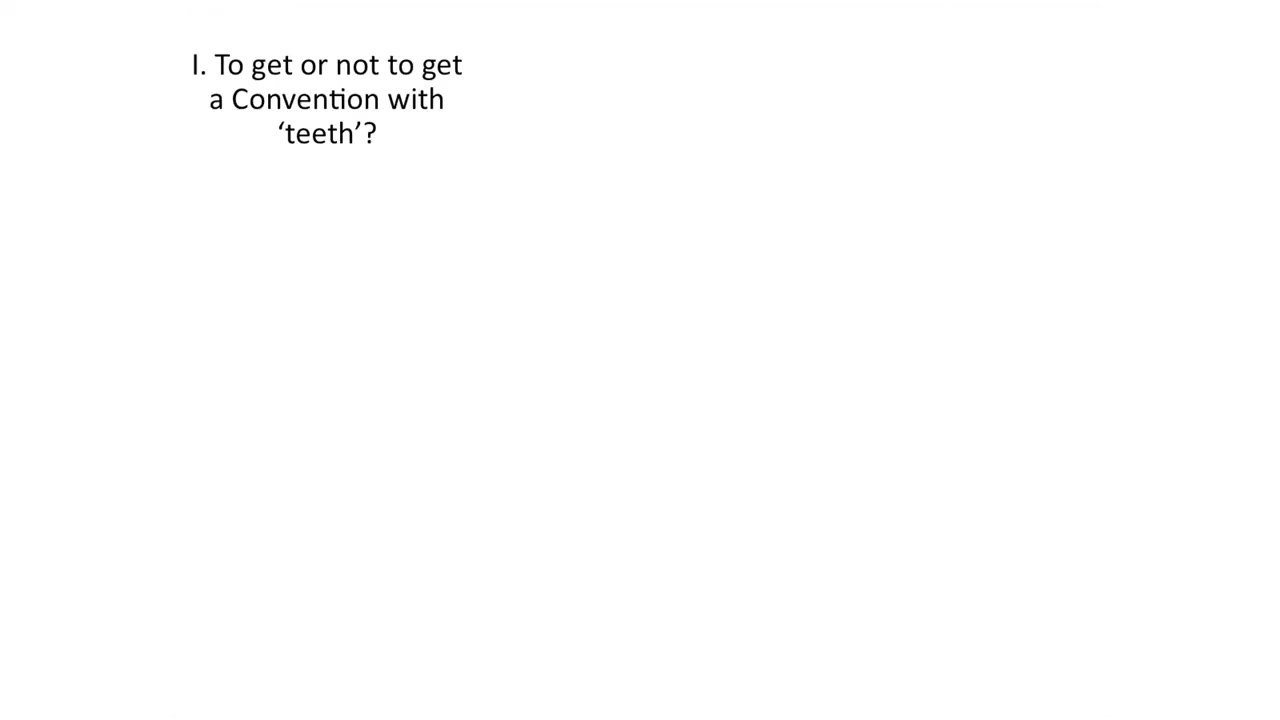 I. To get or not to get
a Convention with
‘teeth’?